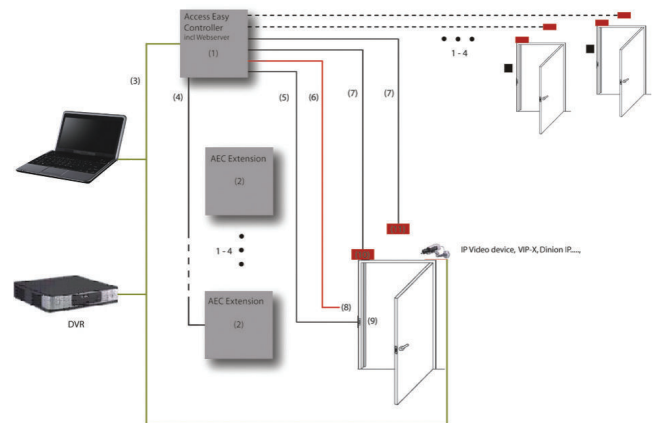 Access Easy
Controller
incl Webserver
(1)
1 - 4
(3)
(4)
(5)
(6)
(7)
(7)
AEC Extension
(2)
1 - 4
IP Video device, VIP-X, Dinion IP....,
AEC Extension
(2)
(8)
(9)
DVR